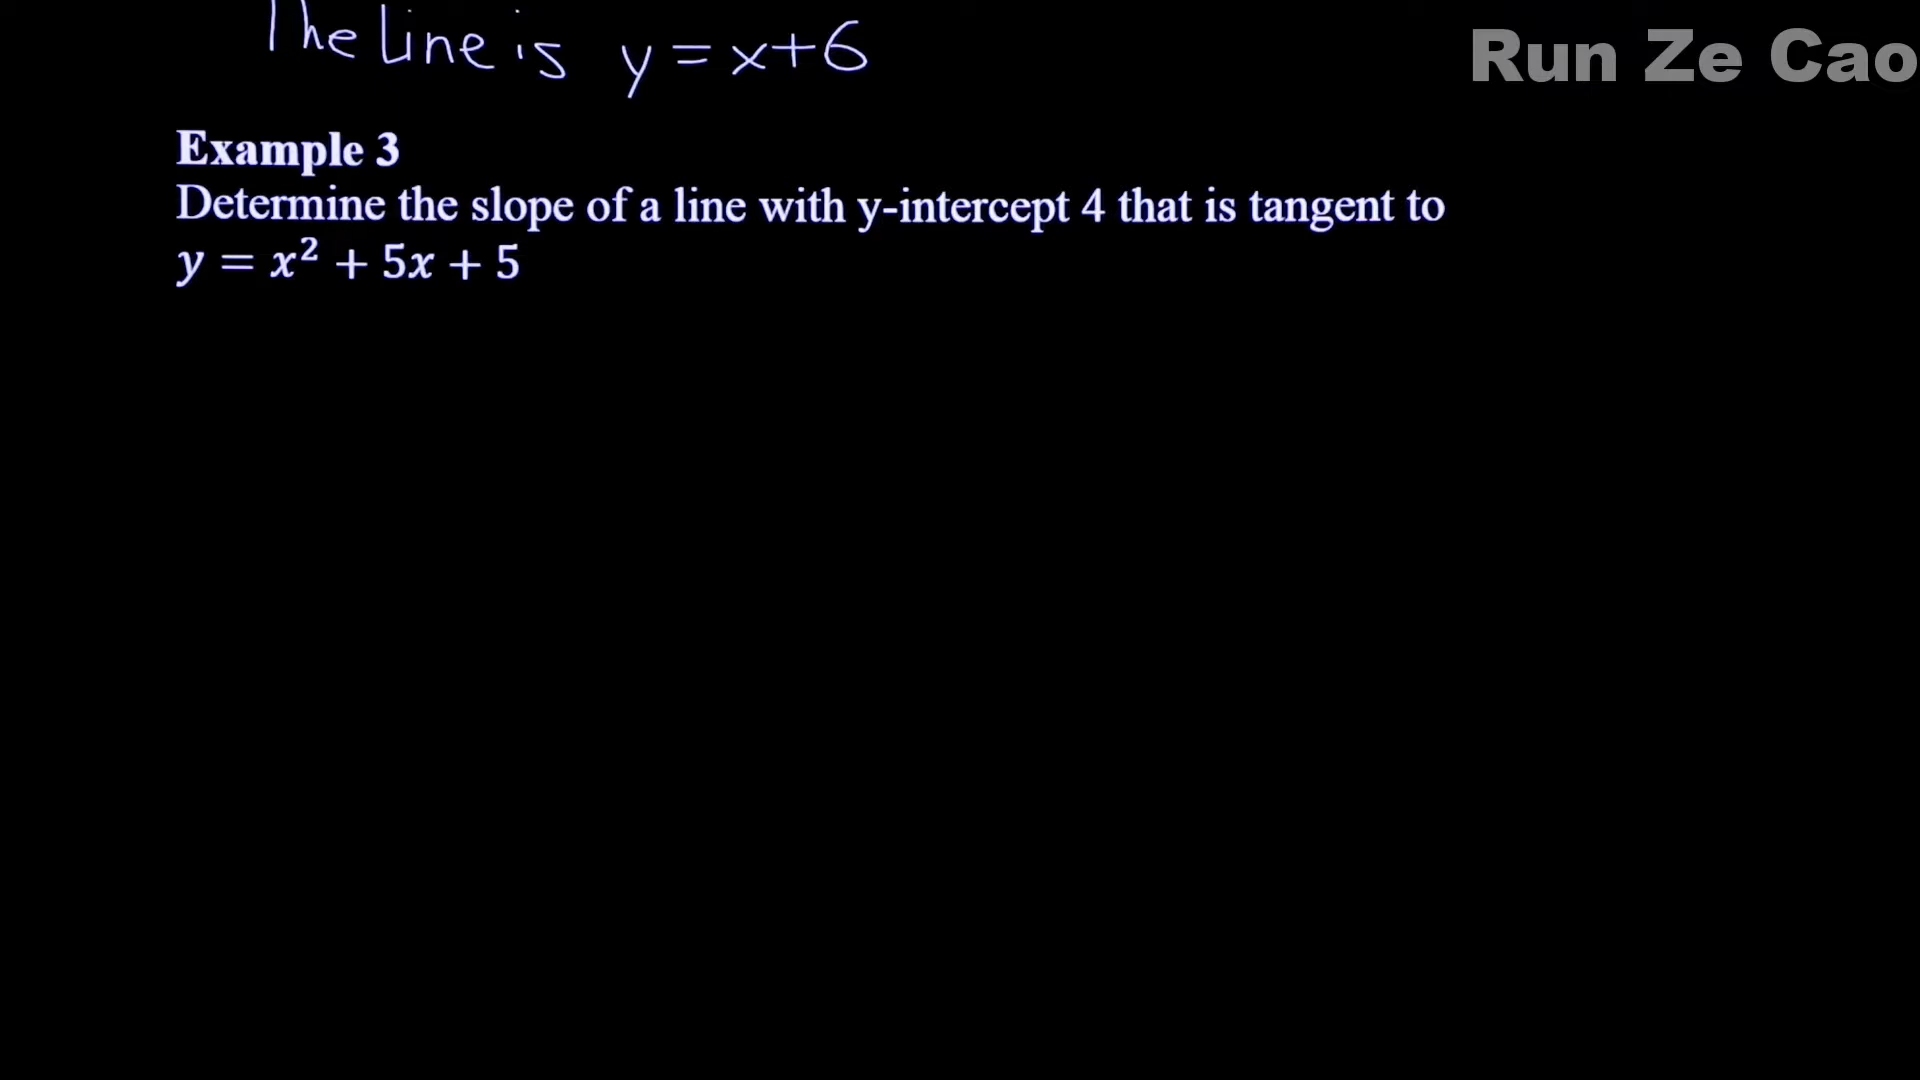 The line is y = x+6
Run Ze Cao
Example 3
Determine the slope of a line with y-intercept 4 that is tangent to
y = x² + 5x + 5